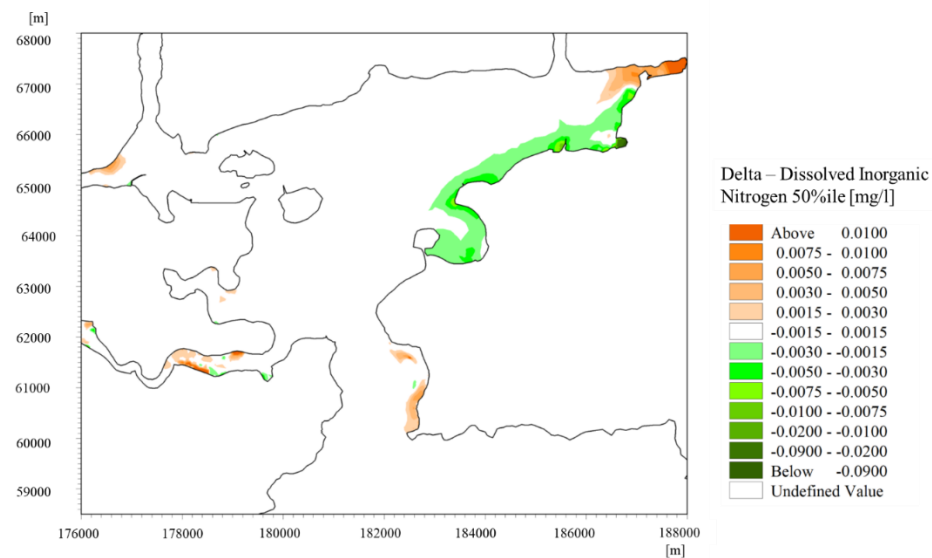 [m]
68000
67000
66000
65000
64000
63000
62000
61000
60000
59000
176000 178000 180000 182000 184000 186000 188000
[m]
Delta – Dissolved Inorganic
Nitrogen 50%ile [mg/l]
Above 0.0100
0.0075 - 0.0100
0.0050 - 0.0075
0.0030 - 0.0050
0.0015 - 0.0030
-0.0015 - 0.0015
-0.0030 - -0.0015
-0.0050 - -0.0030
-0.0075 - -0.0050
-0.0100 - -0.0075
-0.0200 - -0.0100
-0.0900 - -0.0200
Below -0.0900
Undefined Value